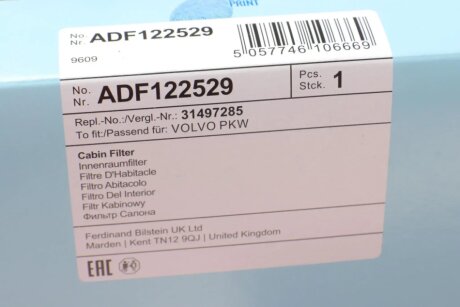 PRINT
No.
Nr. ADF122529
9609
5 057746 106669
No.
Nr. ADF122529
Pcs.
Stck. 1
Repl.-No.:/Vergl.-Nr.: 31497285
To fit:/Passend für: VOLVO PKW
Cabin Filter
Innenraumfilter
Filtre D'Habitacle
Filtro Abitacolo
Filtro Del Interior
Filtr Kabinowy
Фильтр Салона
Ferdinand Bilstein UK Ltd
Marden | Kent TN12 9QJ | United Kingdom
EAC